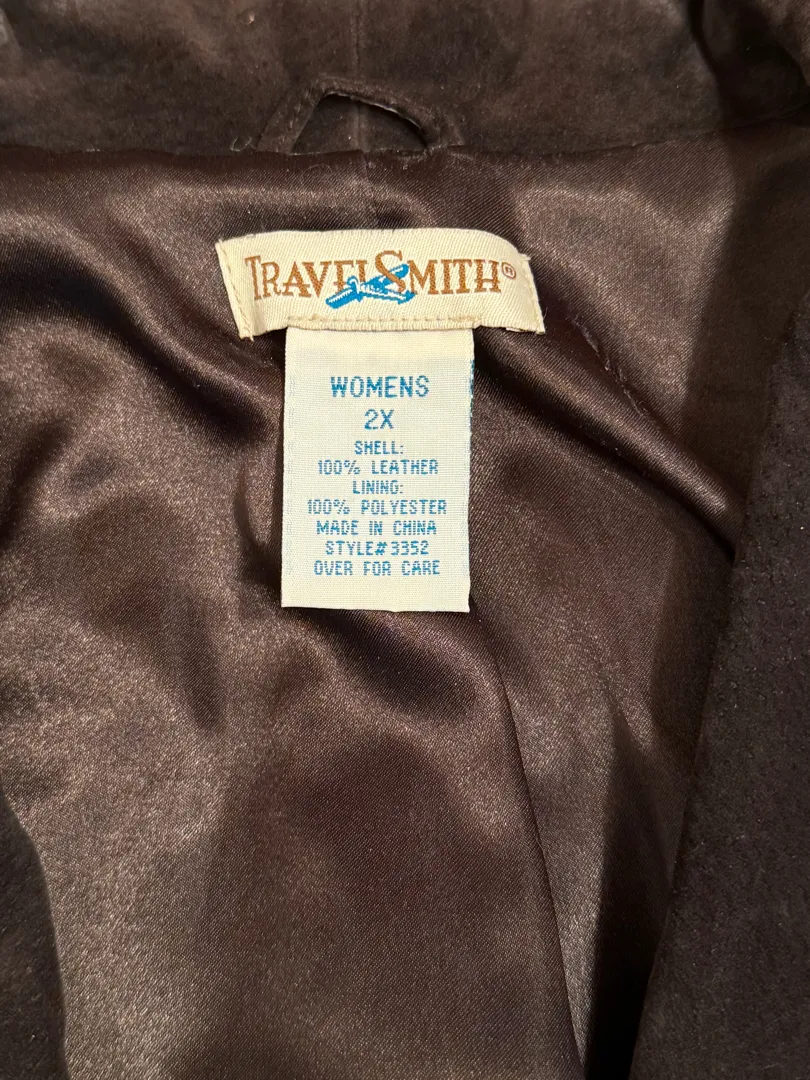 TRAVELSMITH®
WOMENS
2X
SHELL:
100% LEATHER
LINING:
100% POLYESTER
MADE IN CHINA
STYLE#3352
OVER FOR CARE